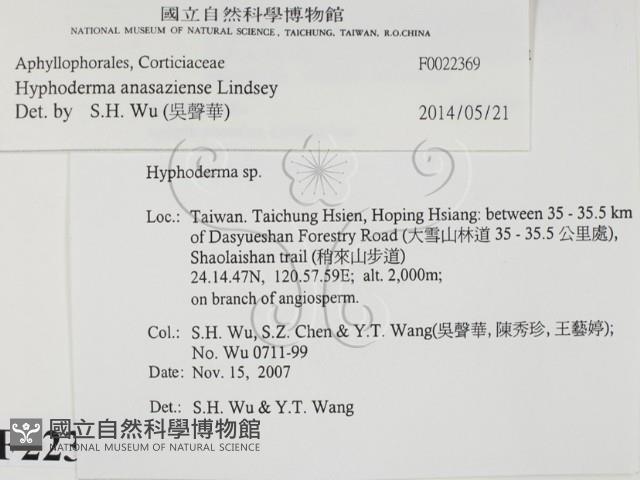 國立自然科學博物館
NATIONAL MUSEUM OF NATURAL SCIENCE, TAICHUNG, TAIWAN, R.O.CHINA
Aphyllophorales, Corticiaceae F0022369
Hyphoderma anasaziense Lindsey
Det. by S.H. Wu (吳聲華) 2014/05/21
Hyphoderma sp.
Loc.: Taiwan. Taichung Hsien, Hoping Hsiang: between 35 - 35.5 km
of Dasyueshan Forestry Road (大雪山林道 35 - 35.5 公里處),
Shaolaishan trail (稍來山步道)
24.14.47N, 120.57.59E; alt. 2,000m;
on branch of angiosperm.
Col.: S.H. Wu, S.Z. Chen & Y.T. Wang(吳聲華, 陳秀珍, 王藝婷);
No. Wu 0711-99
Date: Nov. 15, 2007
Det.: S.H. Wu & Y.T. Wang
國立自然科學博物館
NATIONAL MUSEUM OF NATURAL SCIENCE